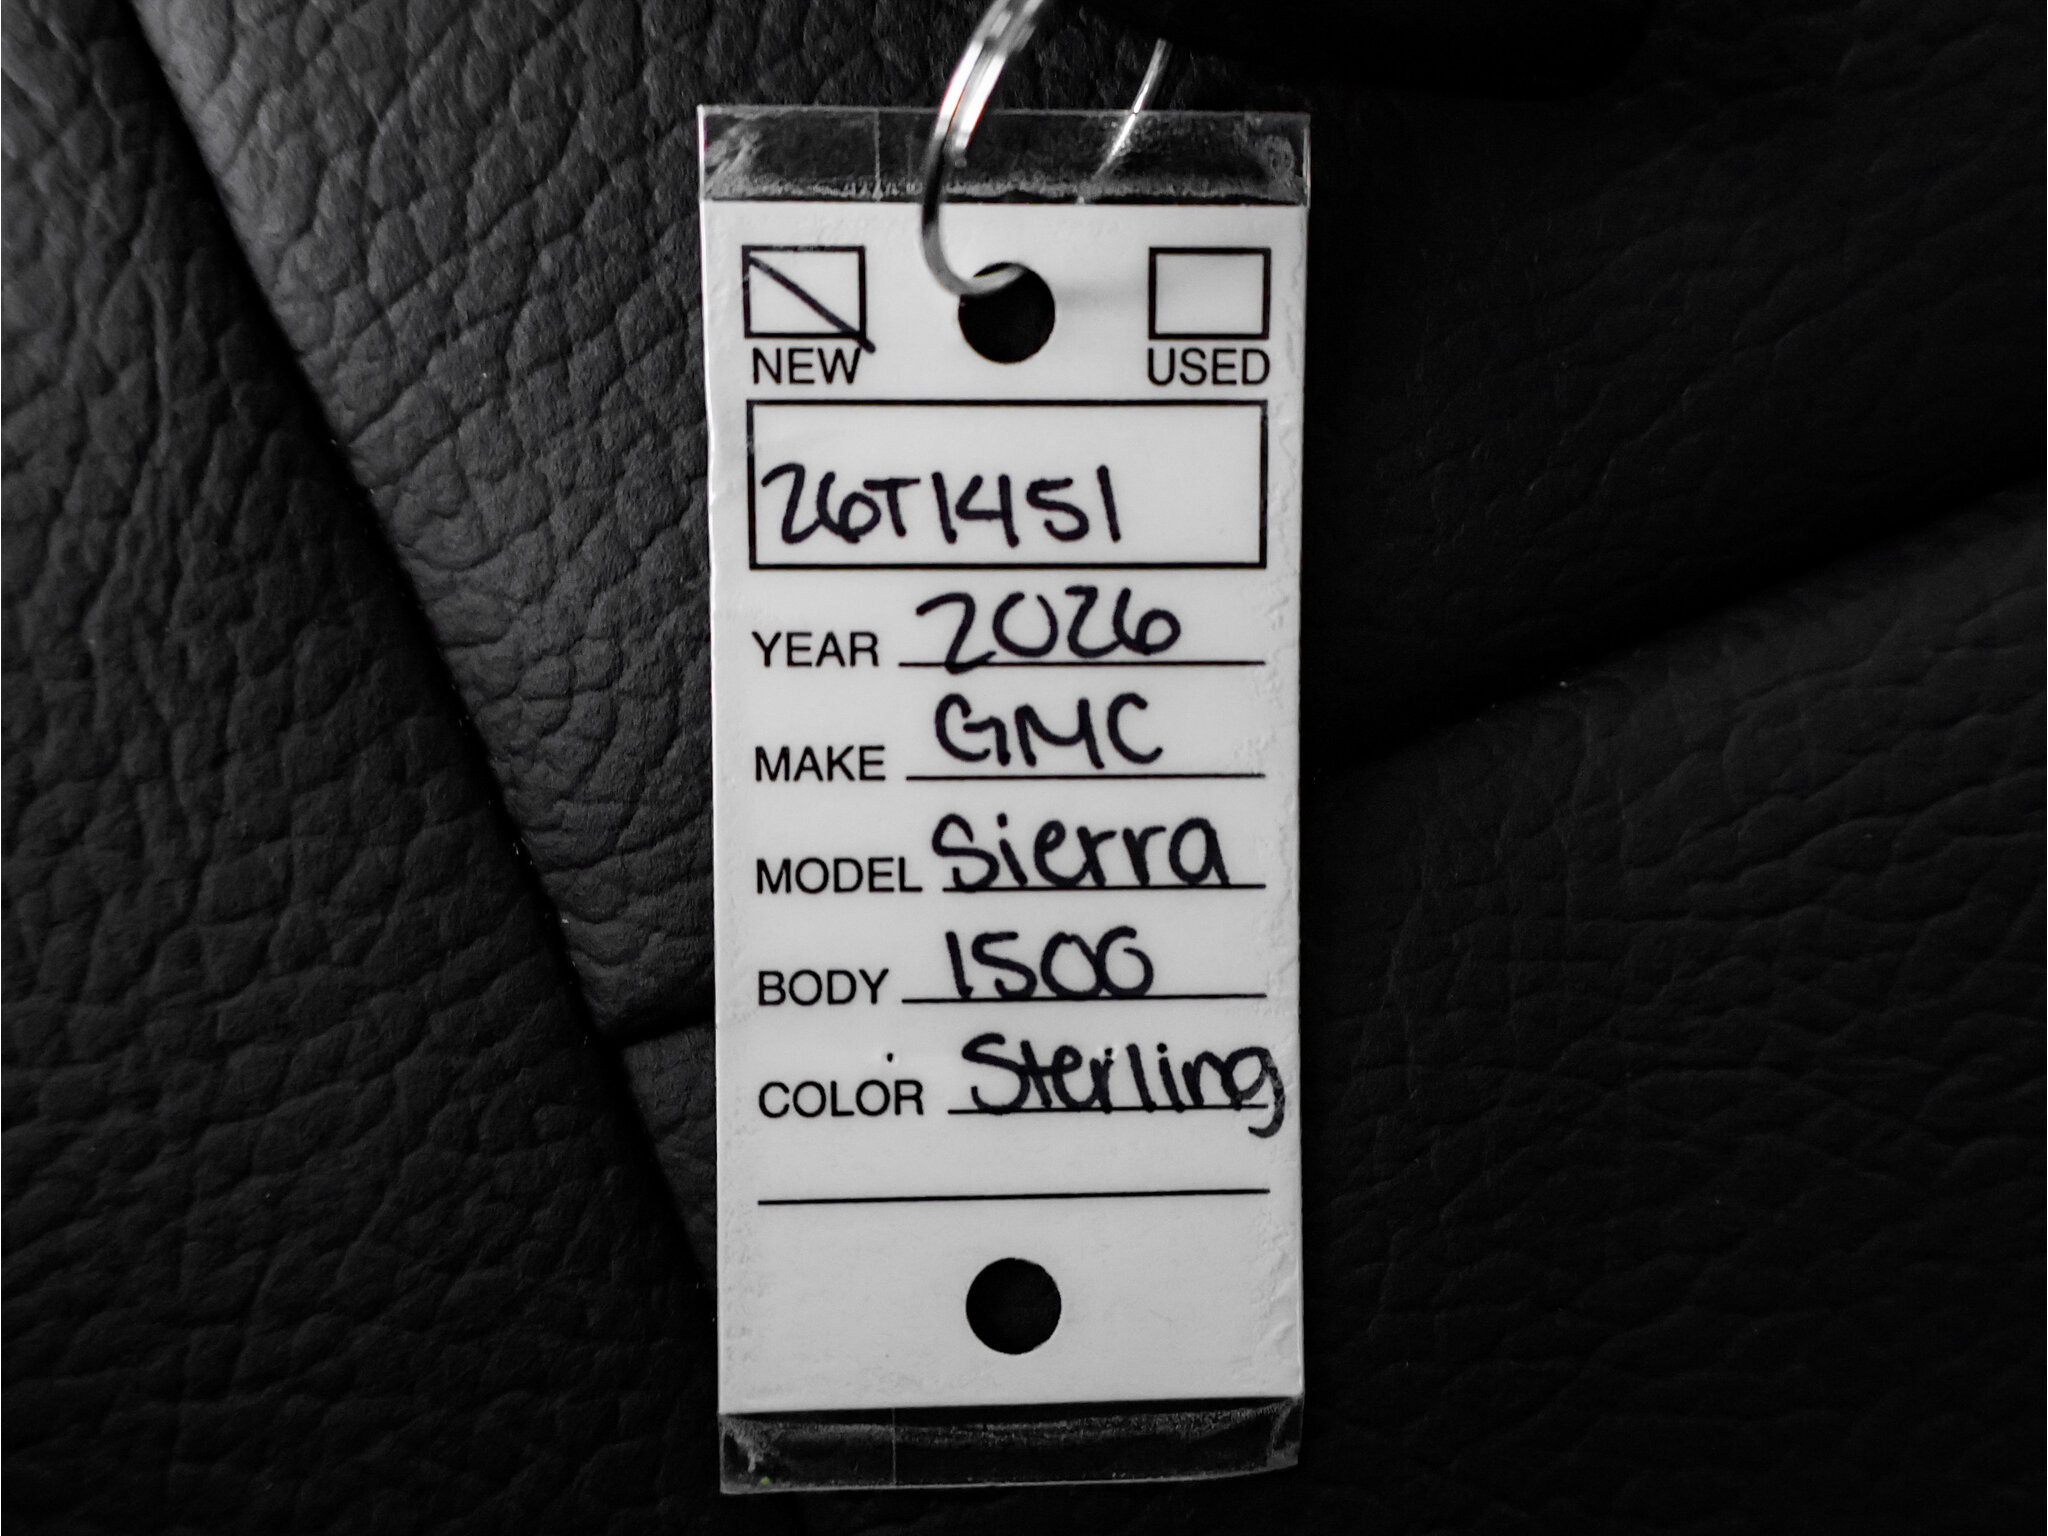 NEW USED
26T1451
YEAR 2026
MAKE GMC
MODEL Sierra
BODY 1500
COLOR Sterling